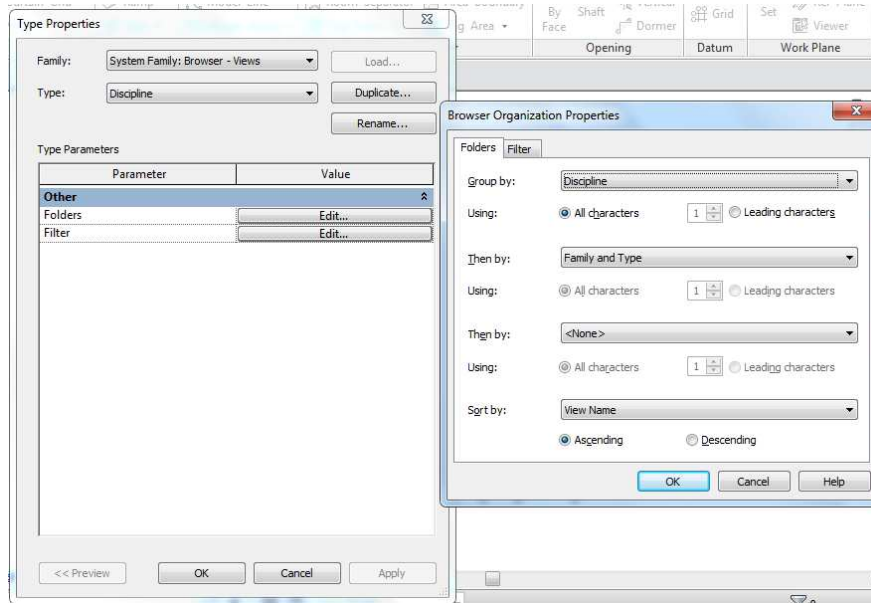 Type Properties
Family:
System Family: Browser - Views
Load...
Type:
Discipline
Duplicate...
Rename...
Type Parameters
Parameter
Value
Other
Folders
Edit...
Filter
Edit...
<< Preview
OK
Cancel
Apply
g Area
By
Face
Shaft
Dormer
Grid
Set
Viewer
Opening
Datum
Work Plane
Browser Organization Properties
Folders
Filter
Group by:
Discipline
Using:
All characters
1
Leading characters
Then by:
Family and Type
Using:
All characters
1
Leading characters
Then by:
<None>
Using:
All characters
1
Leading characters
Sort by:
View Name
Ascending
Descending
OK
Cancel
Help